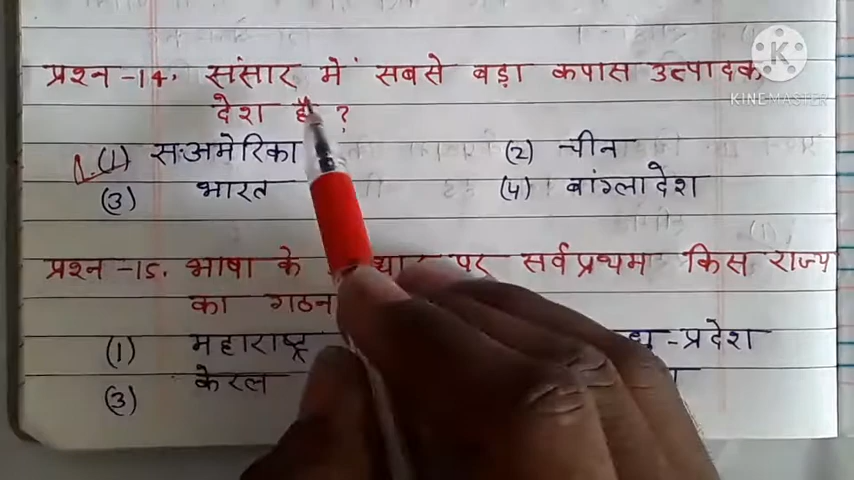 प्रश्न -14. संसार में सबसे बड़ा कपास उत्पादक
देश है ?
(1) स.अमेरिका (2) चीन
(3) भारत (4) बांग्लादेश
प्रश्न -15. भाषा के पर सर्वप्रथम किस राज्य
का गठन
(1) महाराष्ट्र -प्रदेश
(3) केरल
KINEMASTER